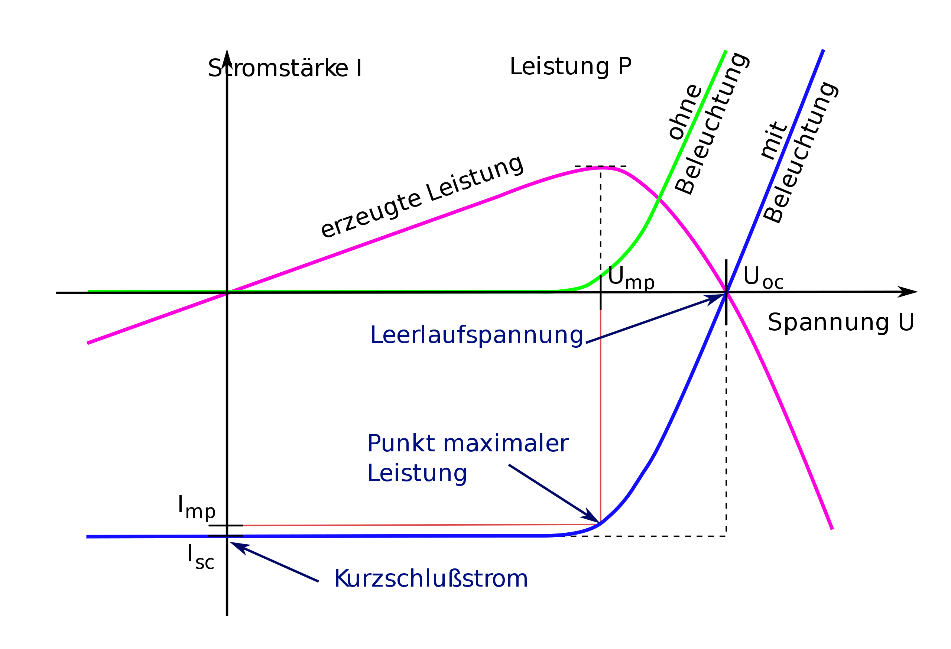 Stromstärke I
Leistung P
ohne
Beleuchtung
mit
Beleuchtung
erzeugte Leistung
Ump
Uoc
Spannung U
Leerlaufspannung
Punkt maximaler
Leistung
Imp
Isc
Kurzschlußstrom